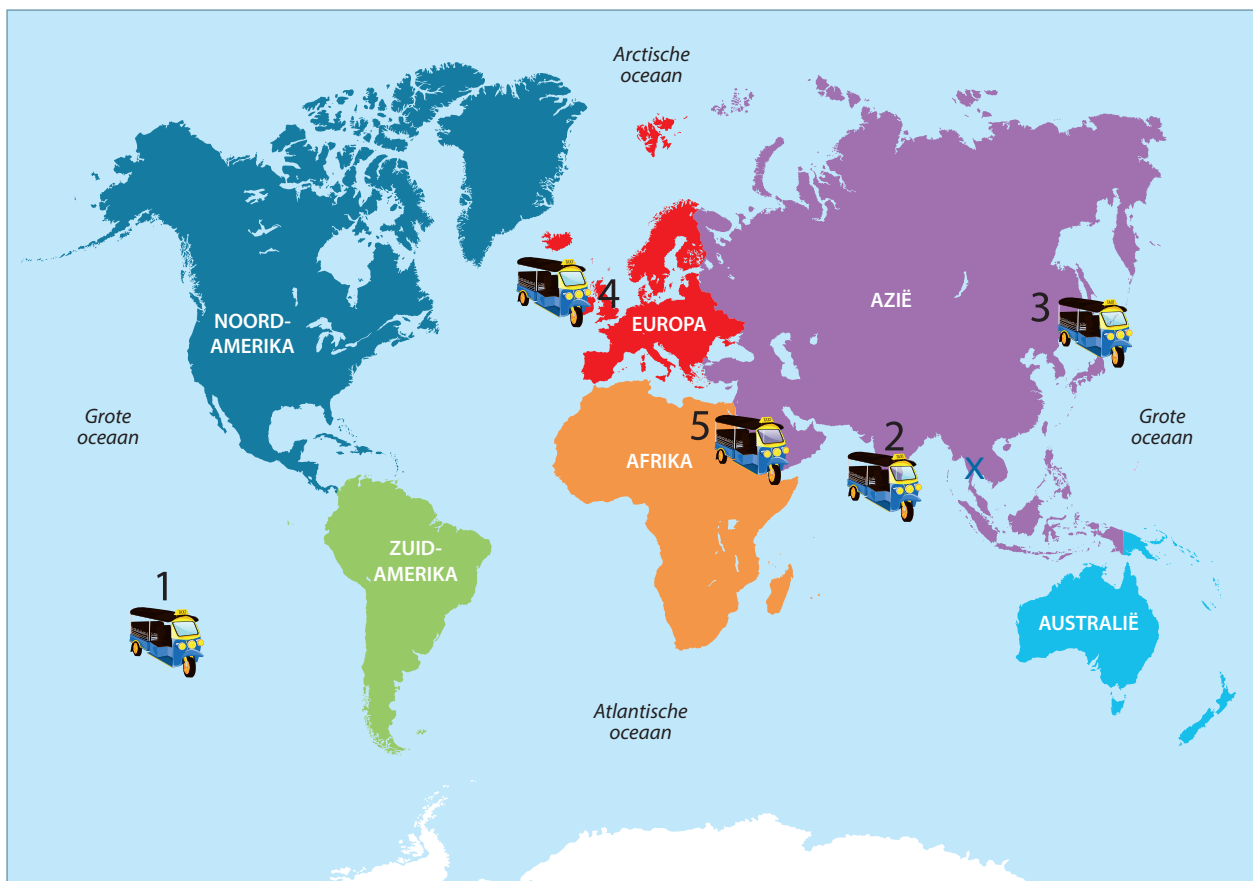 Arctische
oceaan
4
NOORD-
AMERIKA
EUROPA
AZIË
3
Grote
oceaan
Grote
oceaan
5
2
AFRIKA
X
ZUID-
AMERIKA
1
AUSTRALIË
Atlantische
oceaan
TAXI